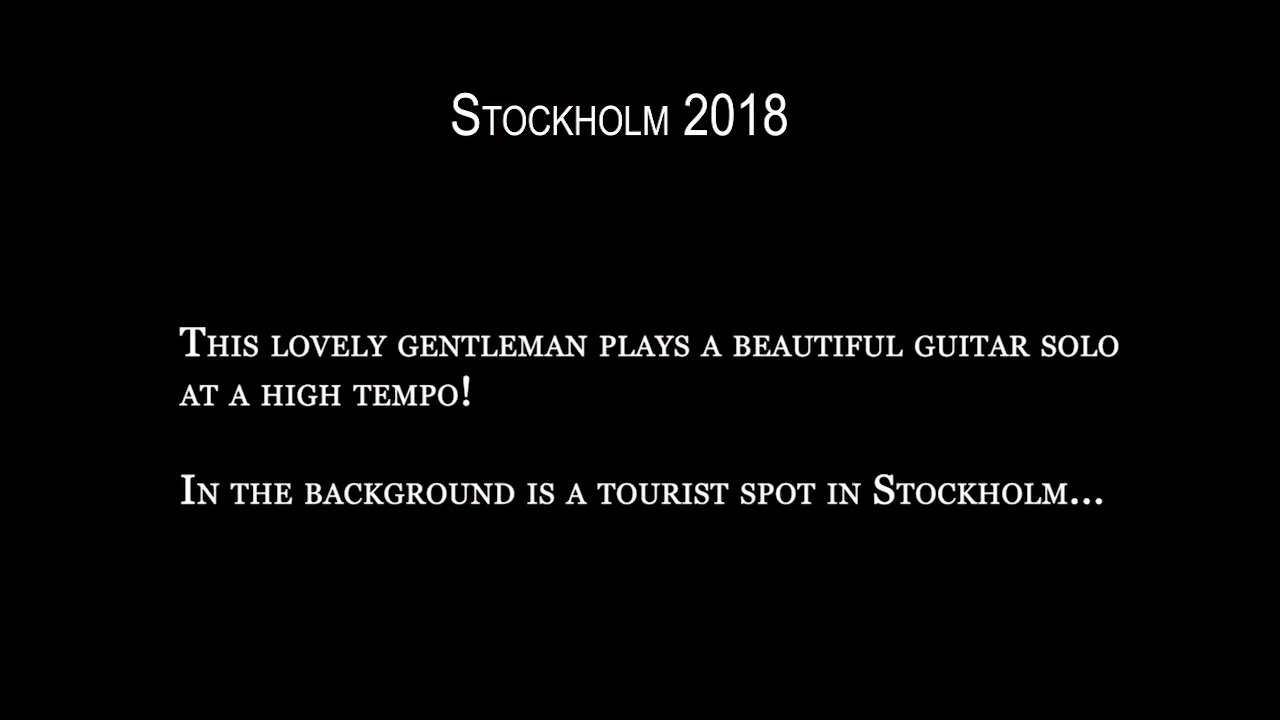 Stockholm 2018
This lovely gentleman plays a beautiful guitar solo
at a high tempo!
In the background is a tourist spot in Stockholm...